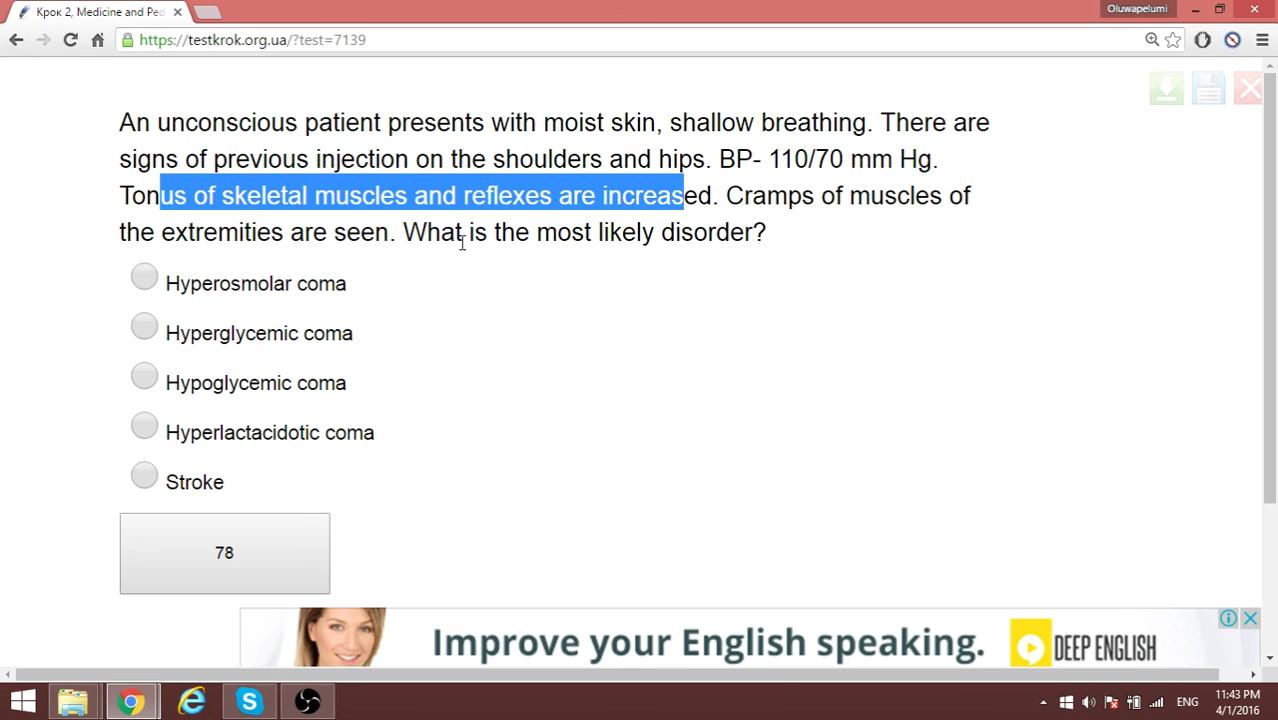 Oluwapelumi
Крок 2, Medicine and Ped
https://testkrok.org.ua/?test=7139
An unconscious patient presents with moist skin, shallow breathing. There are
signs of previous injection on the shoulders and hips. BP- 110/70 mm Hg.
Tonus of skeletal muscles and reflexes are increased. Cramps of muscles of
the extremities are seen. What is the most likely disorder?
Hyperosmolar coma
Hyperglycemic coma
Hypoglycemic coma
Hyperlactacidotic coma
Stroke
78
Improve your English speaking.
DEEP ENGLISH
ENG
11:43 PM
4/1/2016